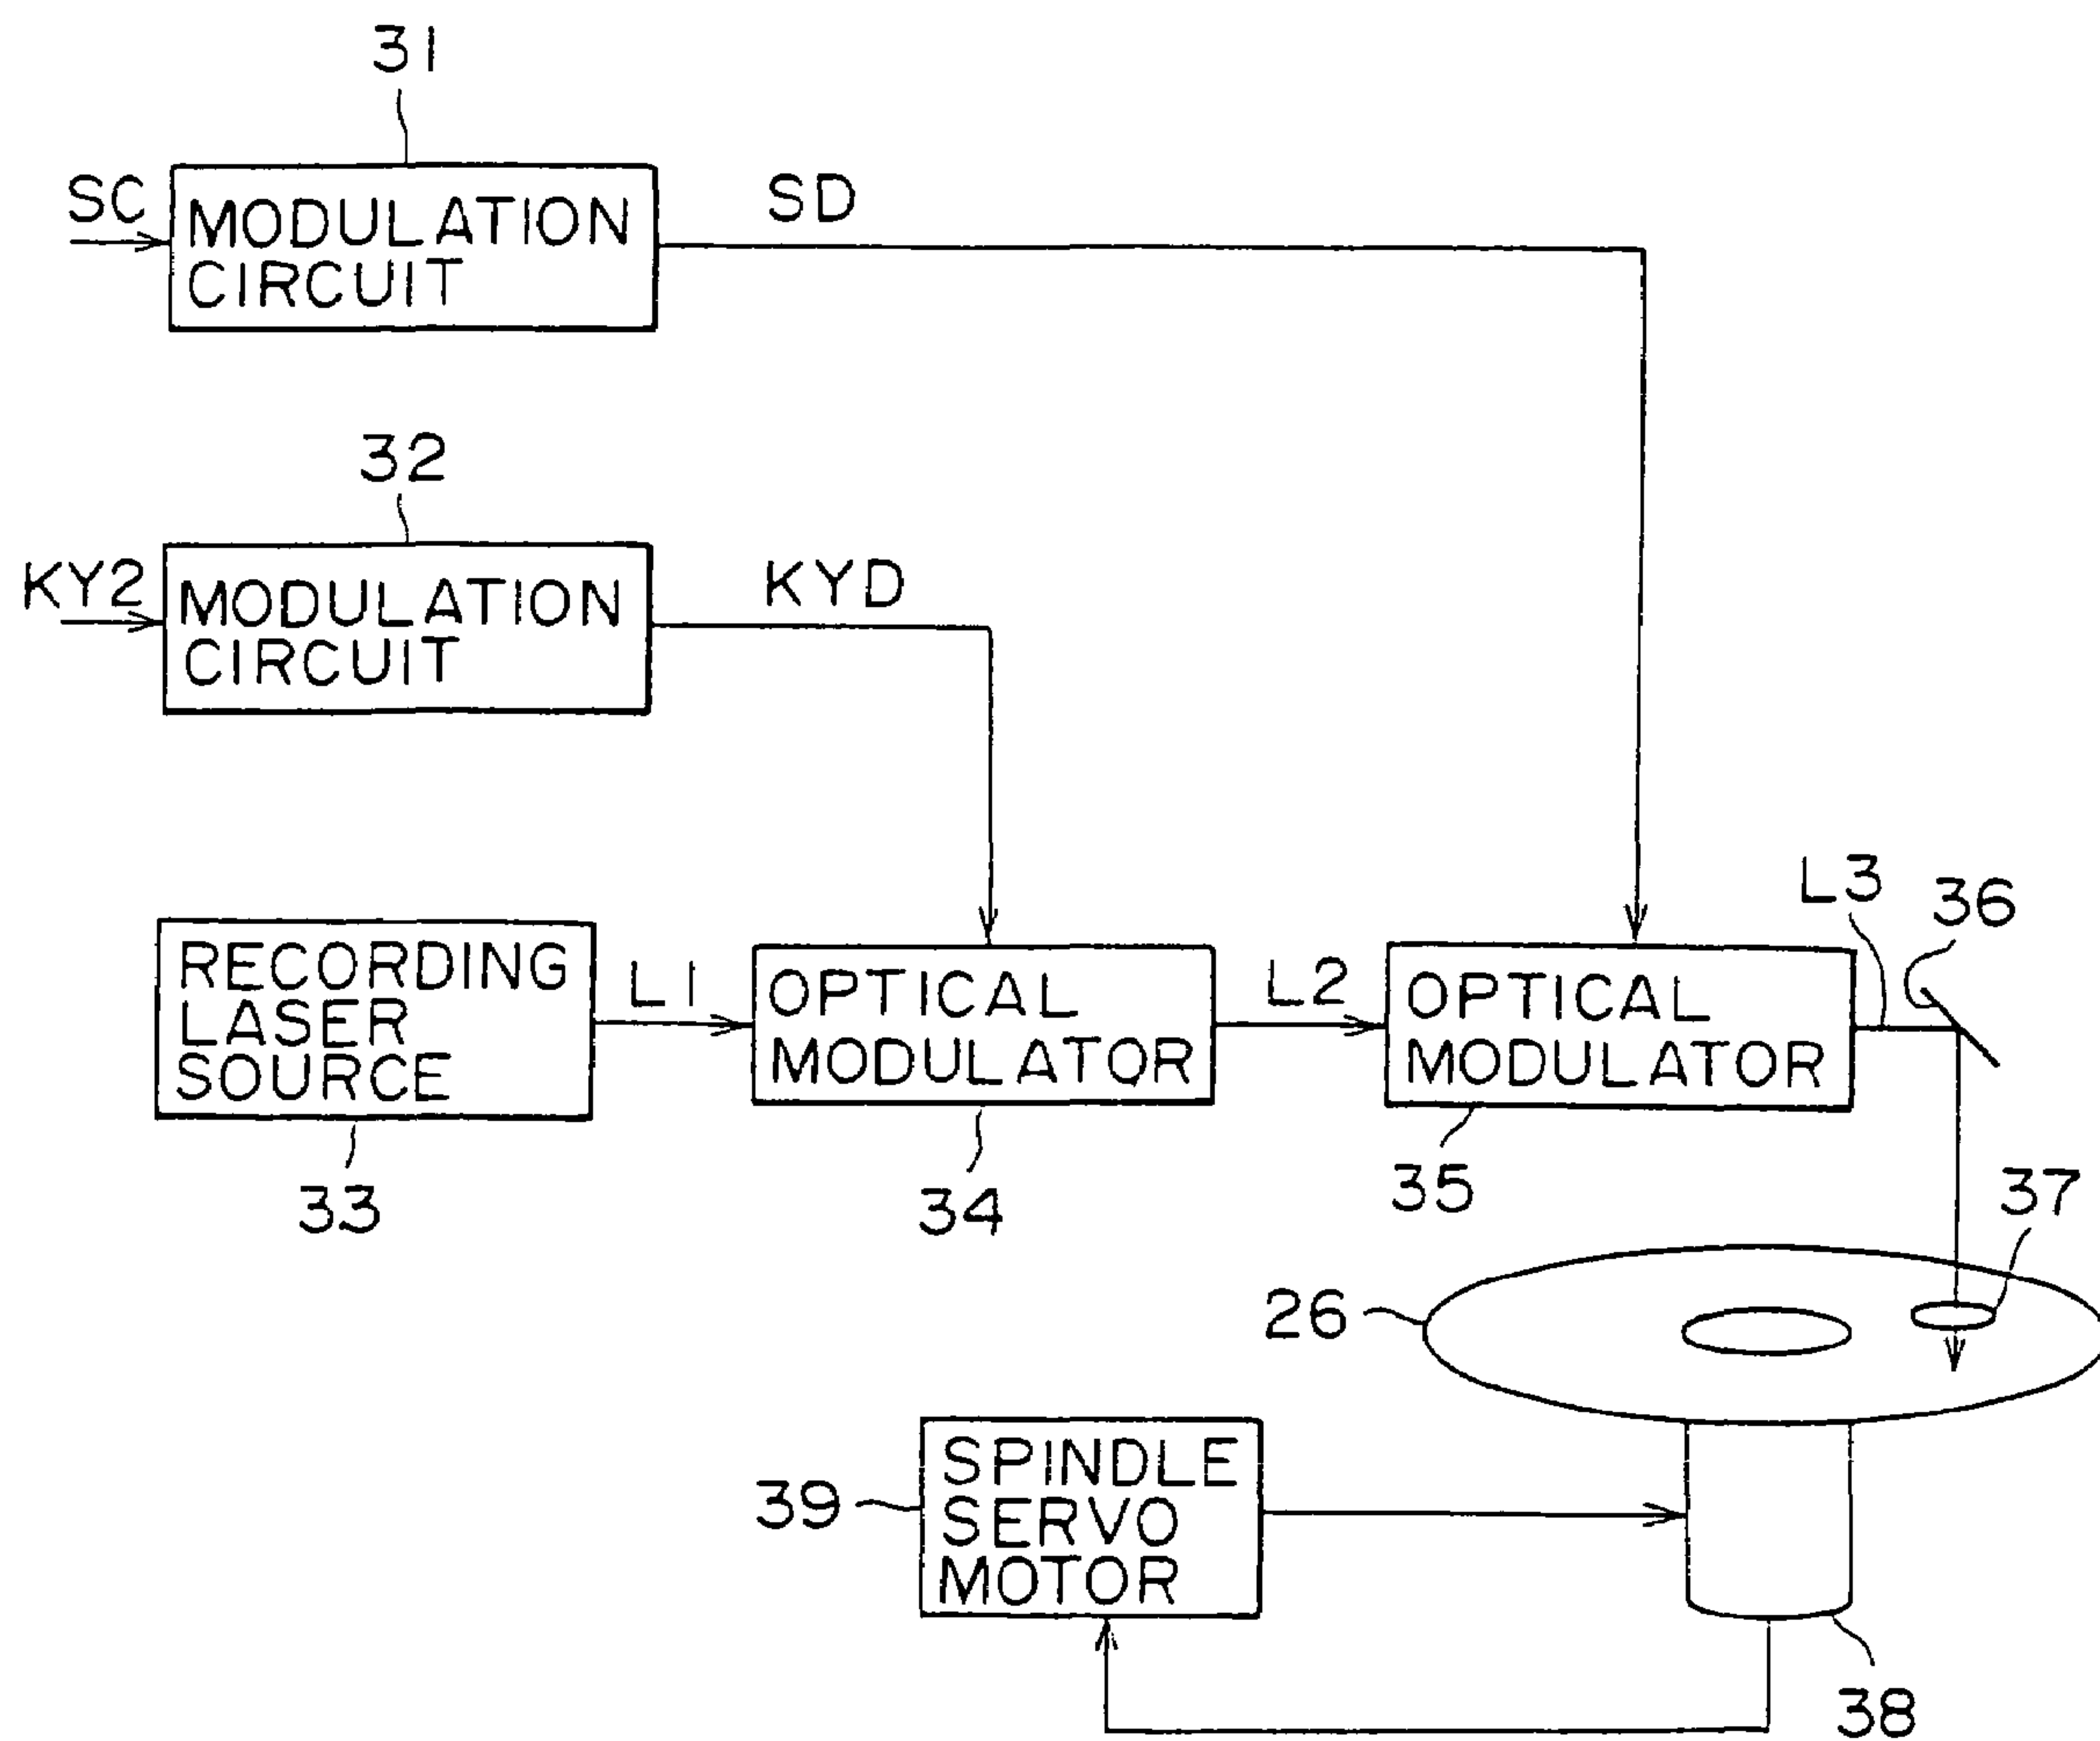 31
SC
MODULATION
CIRCUIT
SD
32
KY2
MODULATION
CIRCUIT
KYD
RECORDING
LASER
SOURCE
L1
OPTICAL
MODULATOR
L2
OPTICAL
MODULATOR
L3
36
33
34
35
37
26
39
SPINDLE
SERVO
MOTOR
38